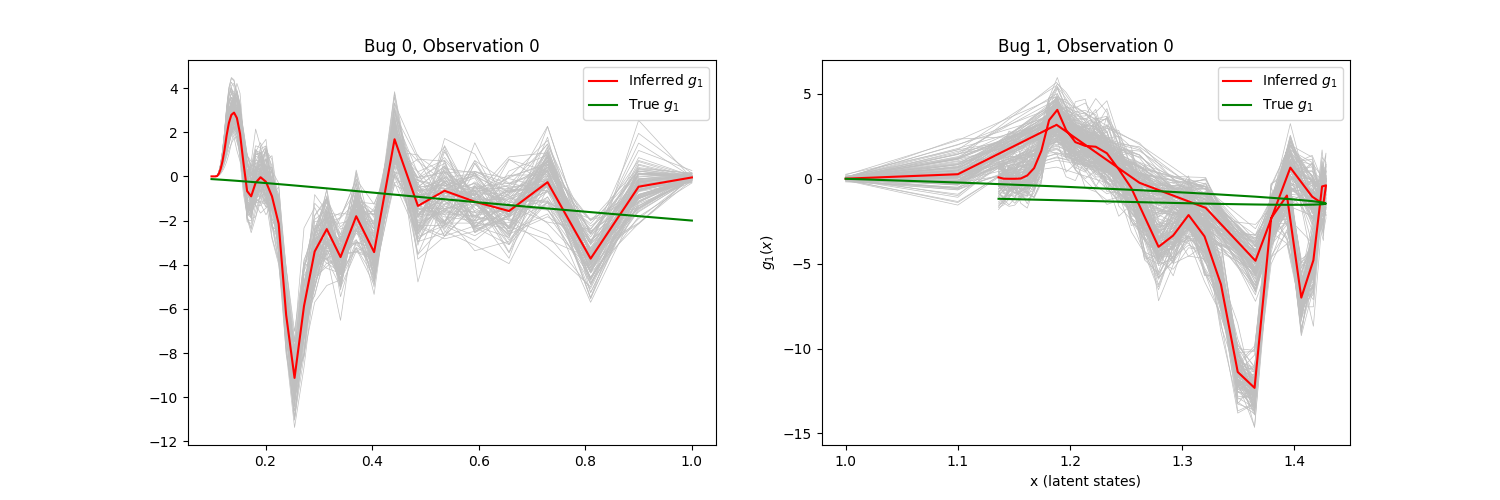 Bug 0, Observation 0
Inferred g₁
True g₁
4
2
0
−2
−4
−6
−8
−10
−12
0.2 0.4 0.6 0.8 1.0
Bug 1, Observation 0
Inferred g₁
True g₁
5
0
−5
−10
−15
g₁(x)
1.0 1.1 1.2 1.3 1.4
x (latent states)